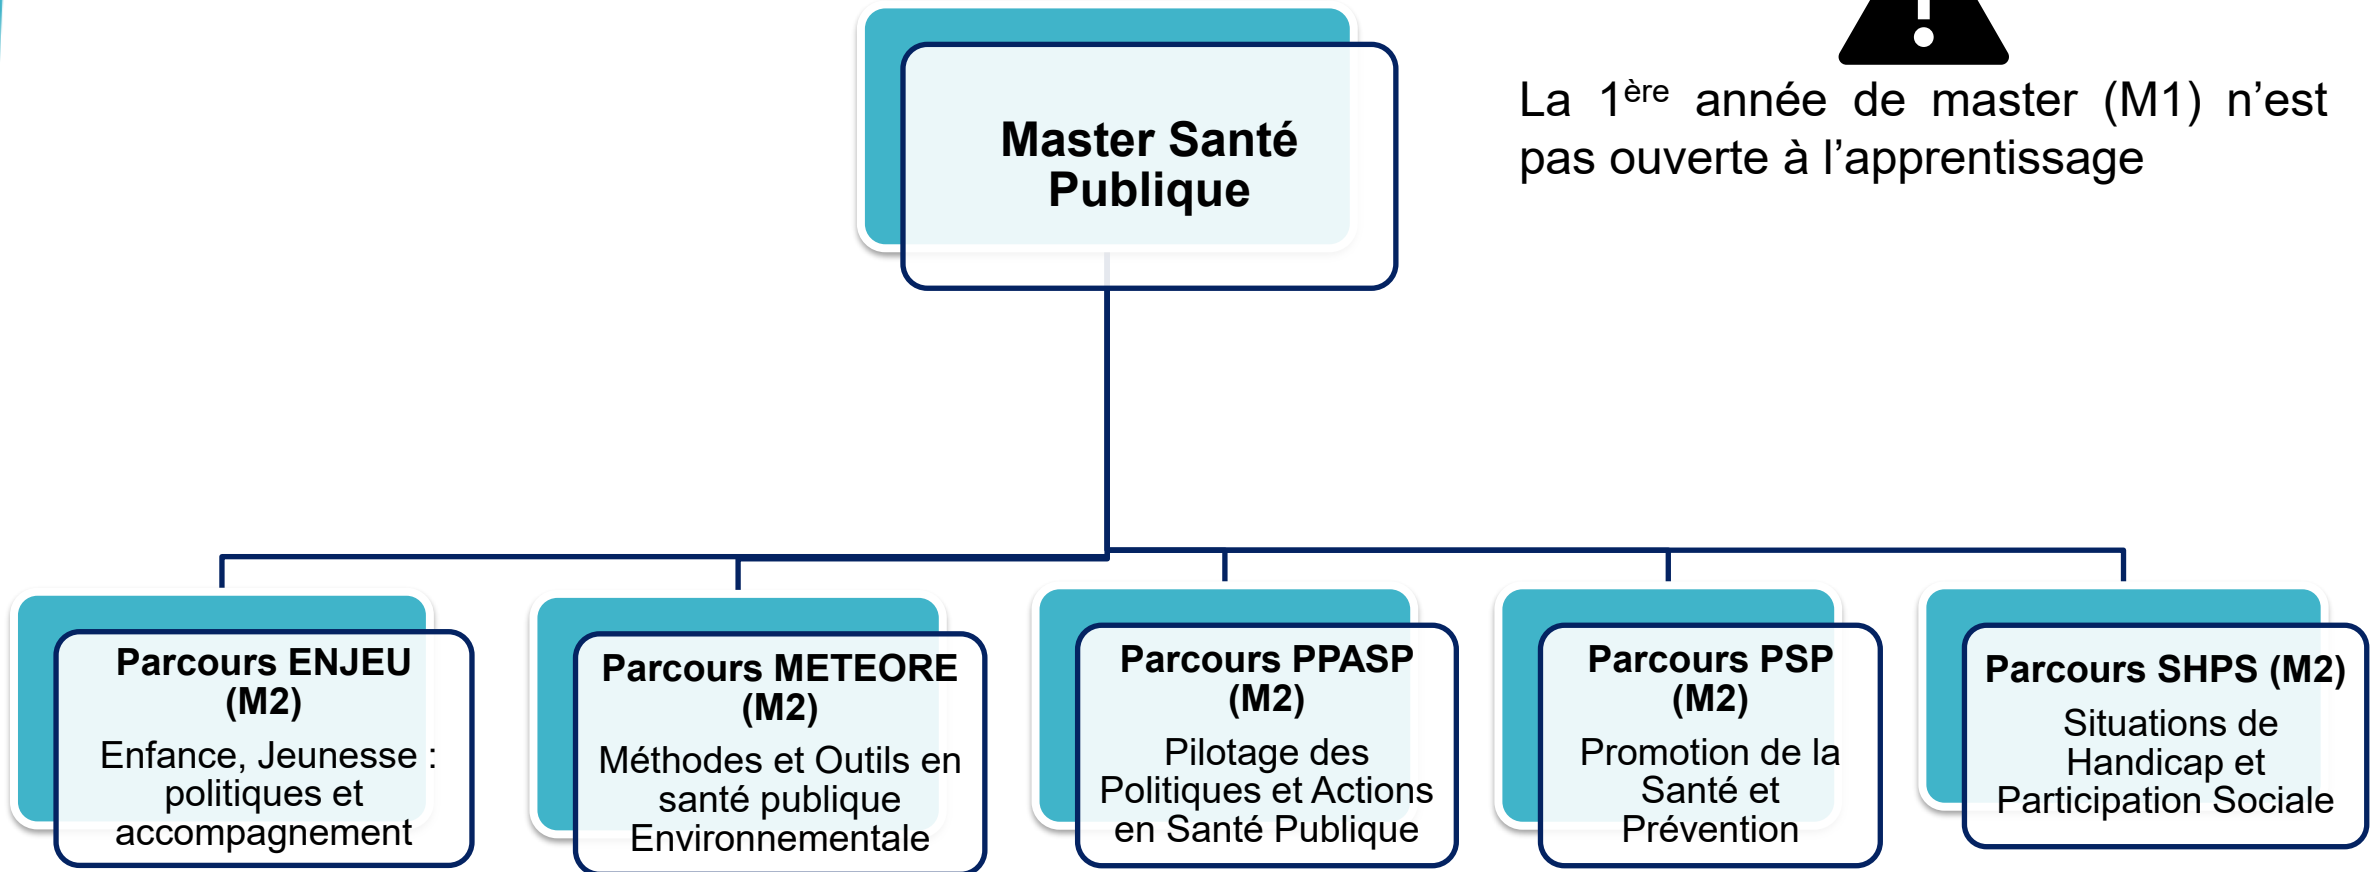 Master Santé
Publique
La 1ère année de master (M1) n’est
pas ouverte à l’apprentissage
Parcours ENJEU
(M2)
Enfance, Jeunesse :
politiques et
accompagnement
Parcours METEORE
(M2)
Méthodes et Outils en
santé publique
Environnementale
Parcours PPASP
(M2)
Pilotage des
Politiques et Actions
en Santé Publique
Parcours PSP
(M2)
Promotion de la
Santé et
Prévention
Parcours SHPS (M2)
Situations de
Handicap et
Participation Sociale